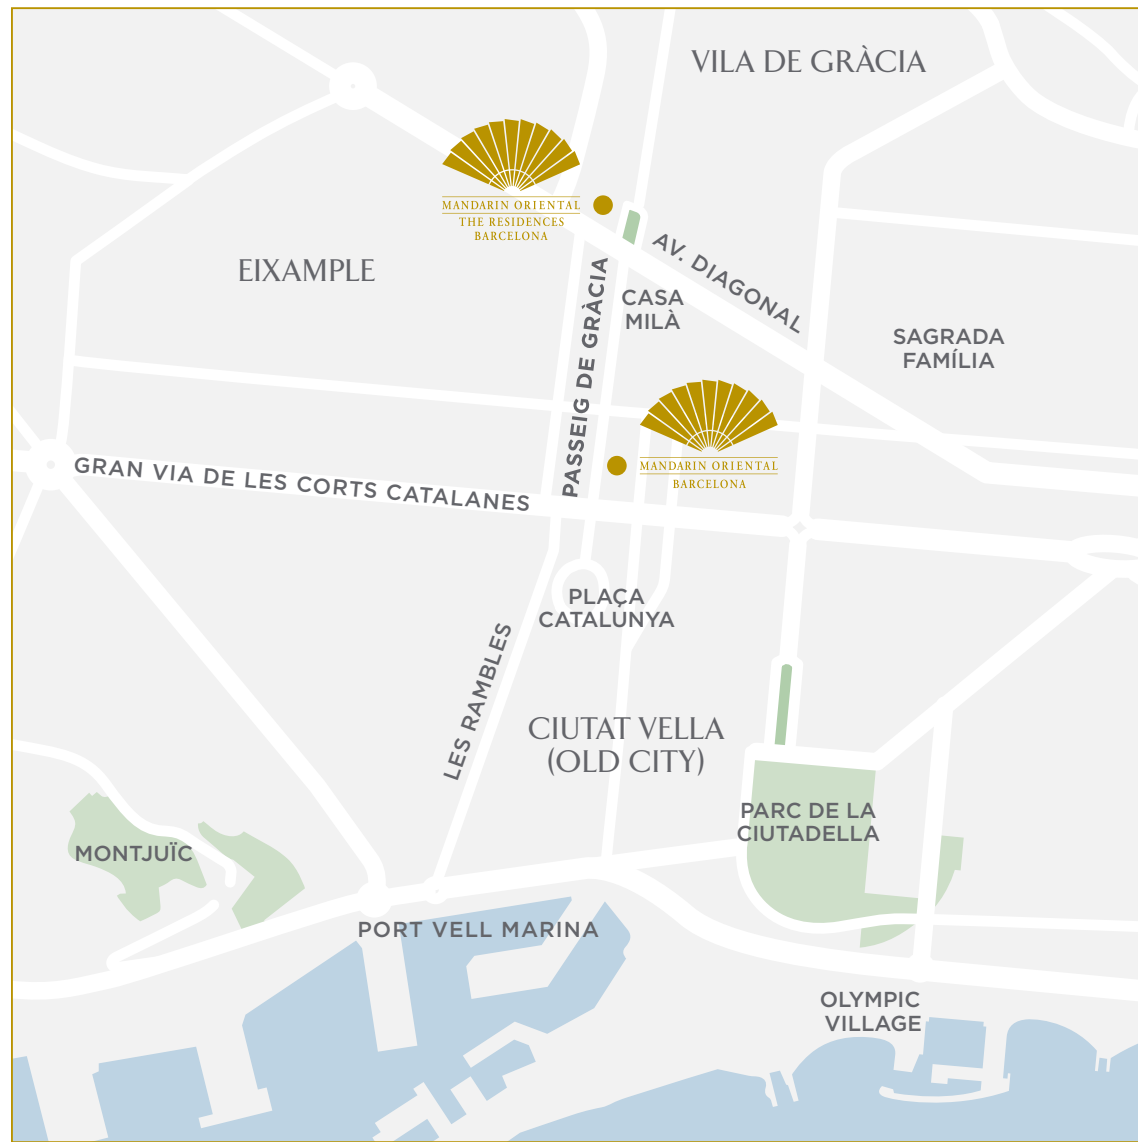 VILA DE GRÀCIA
MANDARIN ORIENTAL
THE RESIDENCES
BARCELONA
EIXAMPLE
AV. DIAGONAL
PASSEIG DE GRÀCIA
CASA
MILÀ
SAGRADA
FAMÍLIA
GRAN VIA DE LES CORTS CATALANES
MANDARIN ORIENTAL
BARCELONA
PLAÇA
CATALUNYA
LES RAMBLES
CIUTAT VELLA
(OLD CITY)
PARC DE LA
CIUTADELLA
MONTJUÏC
PORT VELL MARINA
OLYMPIC
VILLAGE